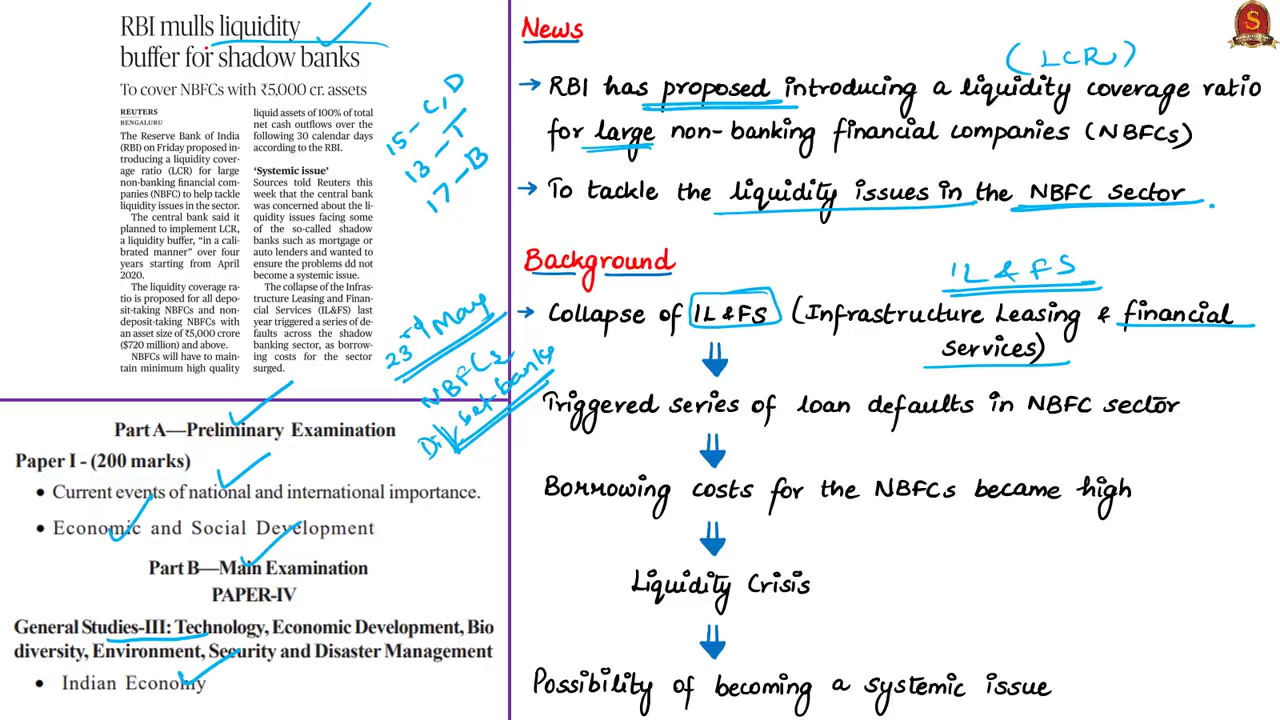 RBI mulls liquidity
buffer for shadow banks
To cover NBFCs with ₹5,000 cr. assets
REUTERS
BENGALURU
The Reserve Bank of India
(RBI) on Friday proposed in-
troducing a liquidity cover-
age ratio (LCR) for large
non-banking financial com-
panies (NBFC) to help tackle
liquidity issues in the sector.
The central bank said it
planned to implement LCR,
a liquidity buffer, “in a cali-
brated manner” over four
years starting from April
2020.
The liquidity coverage ra-
tio is proposed for all depo-
sit-taking NBFCs and non-
deposit-taking NBFCs with
an asset size of ₹5,000 crore
($720 million) and above.
NBFCs will have to main-
tain minimum high quality
liquid assets of 100% of total
net cash outflows over the
following 30 calendar days
according to the RBI.
‘Systemic issue’
Sources told Reuters this
week that the central bank
was concerned about the li-
quidity issues facing some
of the so-called shadow
banks such as mortgage or
auto lenders and wanted to
ensure the problems dd not
become a systemic issue.
The collapse of the Infras-
tructure Leasing and Finan-
cial Services (IL&FS) last
year triggered a series of de-
faults across the shadow
banking sector, as borrow-
ing costs for the sector
surged.
15 - C, D
13 - T
17 - B
23rd May
NBFCs
Di/. bet banks
Part A—Preliminary Examination
Paper I - (200 marks)
• Current events of national and international importance.
• Economic and Social Development
Part B—Main Examination
PAPER-IV
General Studies-III: Technology, Economic Development, Bio
diversity, Environment, Security and Disaster Management
• Indian Economy
News
(LCR)
→ RBI has proposed introducing a liquidity coverage ratio
for large non-banking financial companies (NBFCs)
→ To tackle the liquidity issues in the NBFC sector
Background
IL & FS
→ Collapse of IL&FS (Infrastructure Leasing & financial
services)
Triggered series of loan defaults in NBFC sector
Borrowing costs for the NBFCs became high
Liquidity Crisis
Possibility of becoming a systemic issue
S